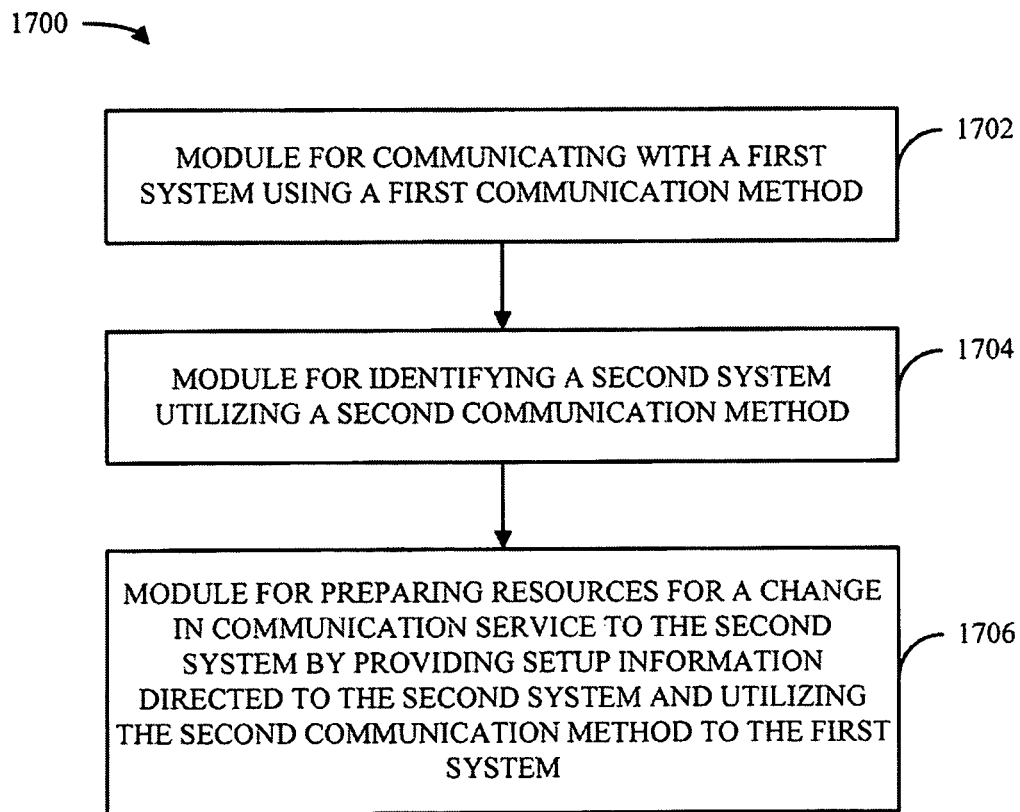 1700
MODULE FOR COMMUNICATING WITH A FIRST
SYSTEM USING A FIRST COMMUNICATION METHOD
1702
MODULE FOR IDENTIFYING A SECOND SYSTEM
UTILIZING A SECOND COMMUNICATION METHOD
1704
MODULE FOR PREPARING RESOURCES FOR A CHANGE
IN COMMUNICATION SERVICE TO THE SECOND
SYSTEM BY PROVIDING SETUP INFORMATION
DIRECTED TO THE SECOND SYSTEM AND UTILIZING
THE SECOND COMMUNICATION METHOD TO THE FIRST
SYSTEM
1706